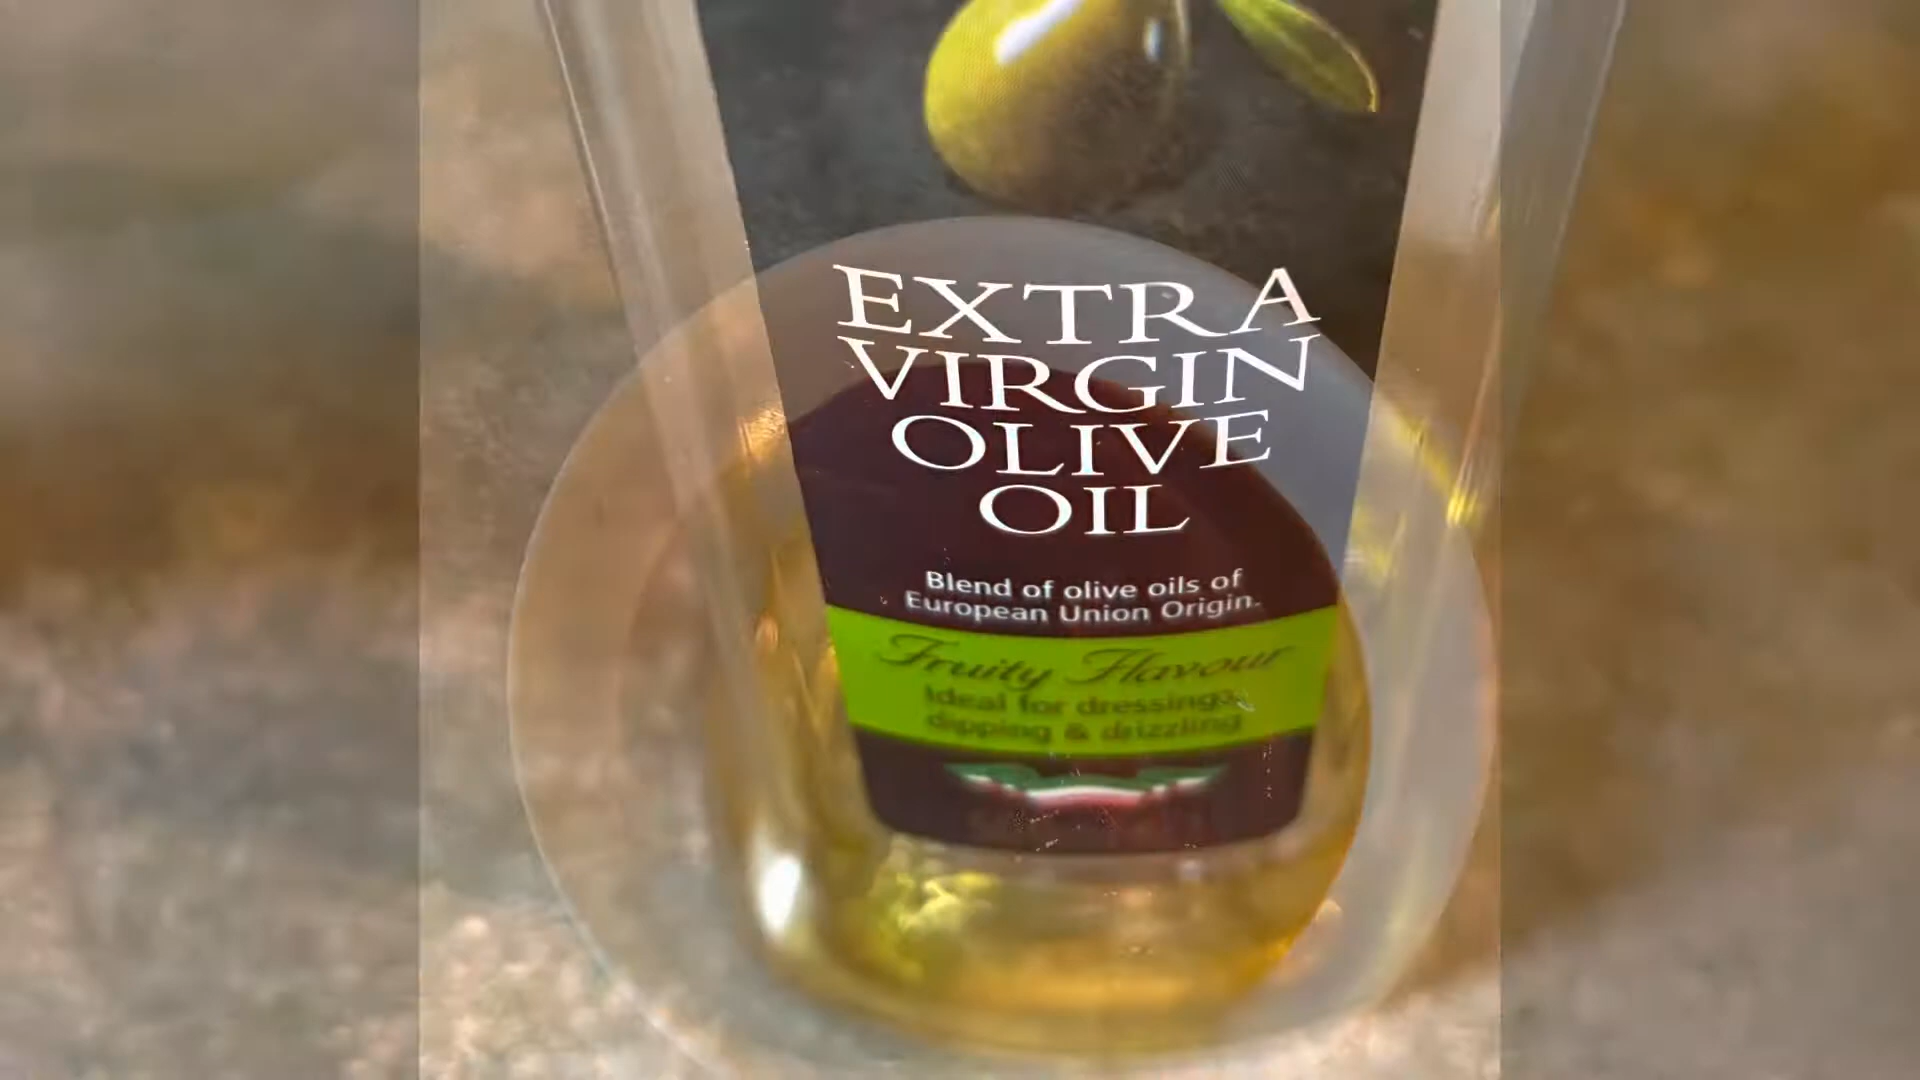 EXTRA
VIRGIN
OLIVE
OIL
Blend of olive oils of
European Union Origin.
Fruity Flavour
Ideal for dressings,
dipping & drizzling